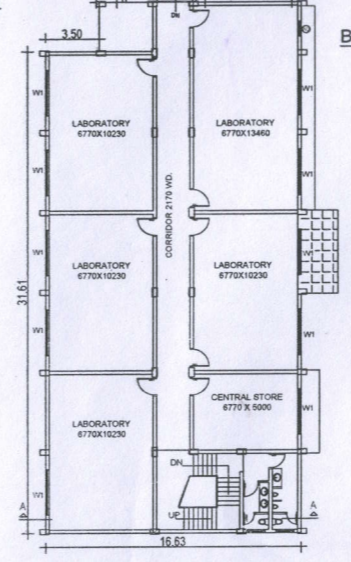 DN
3.50
B
W1
LABORATORY
6770X10230
LABORATORY
6770X13460
W1
W1
CORRIDOR 2170 WD.
W1
LABORATORY
6770X10230
LABORATORY
6770X10230
W1
31.61
W1
W1
CENTRAL STORE
6770 X 5000
W1
LABORATORY
6770X10230
DN
W1
UP
A
A
16.63